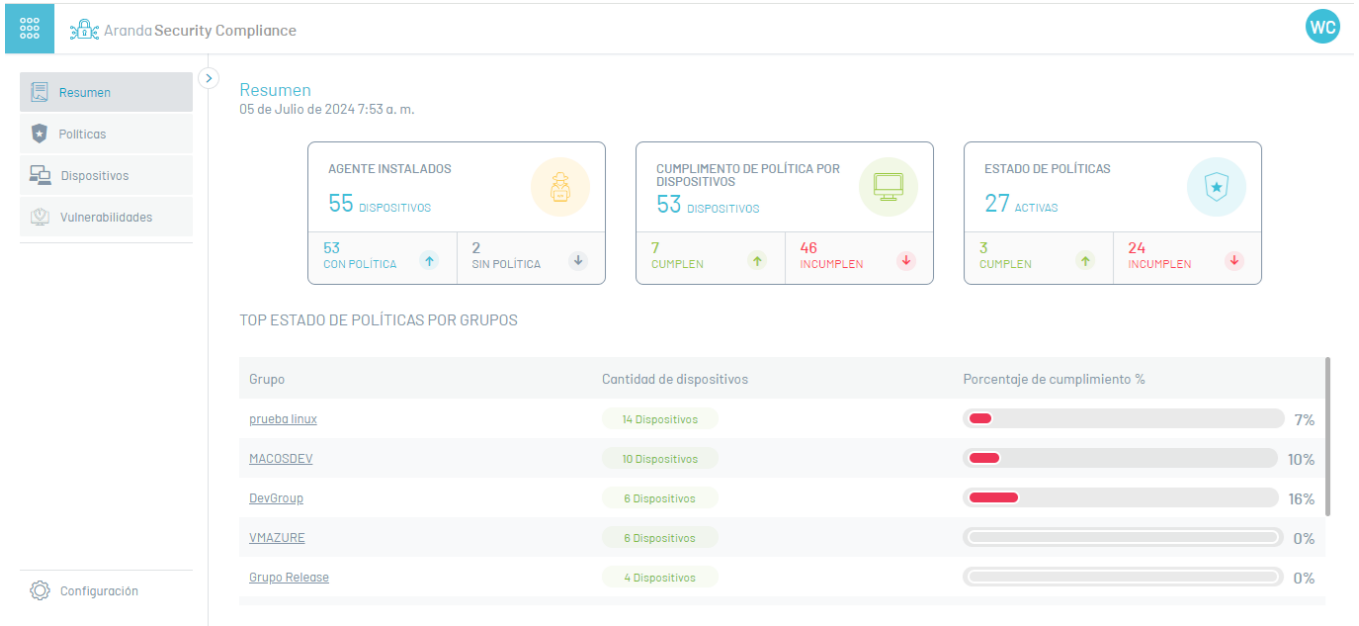 Aranda Security Compliance
WC
Resumen
Políticas
Dispositivos
Vulnerabilidades
Configuración
Resumen
05 de Julio de 2024 7:53 a. m.
AGENTE INSTALADOS
55 DISPOSITIVOS
53
CON POLÍTICA
2
SIN POLÍTICA
CUMPLIMENTO DE POLÍTICA POR
DISPOSITIVOS
53 DISPOSITIVOS
7
CUMPLEN
46
INCUMPLEN
ESTADO DE POLÍTICAS
27 ACTIVAS
3
CUMPLEN
24
INCUMPLEN
TOP ESTADO DE POLÍTICAS POR GRUPOS
Grupo Cantidad de dispositivos Porcentaje de cumplimiento %
prueba linux 14 Dispositivos 7%
MACOSDEV 10 Dispositivos 10%
DevGroup 6 Dispositivos 16%
VMAZURE 6 Dispositivos 0%
Grupo Release 4 Dispositivos 0%